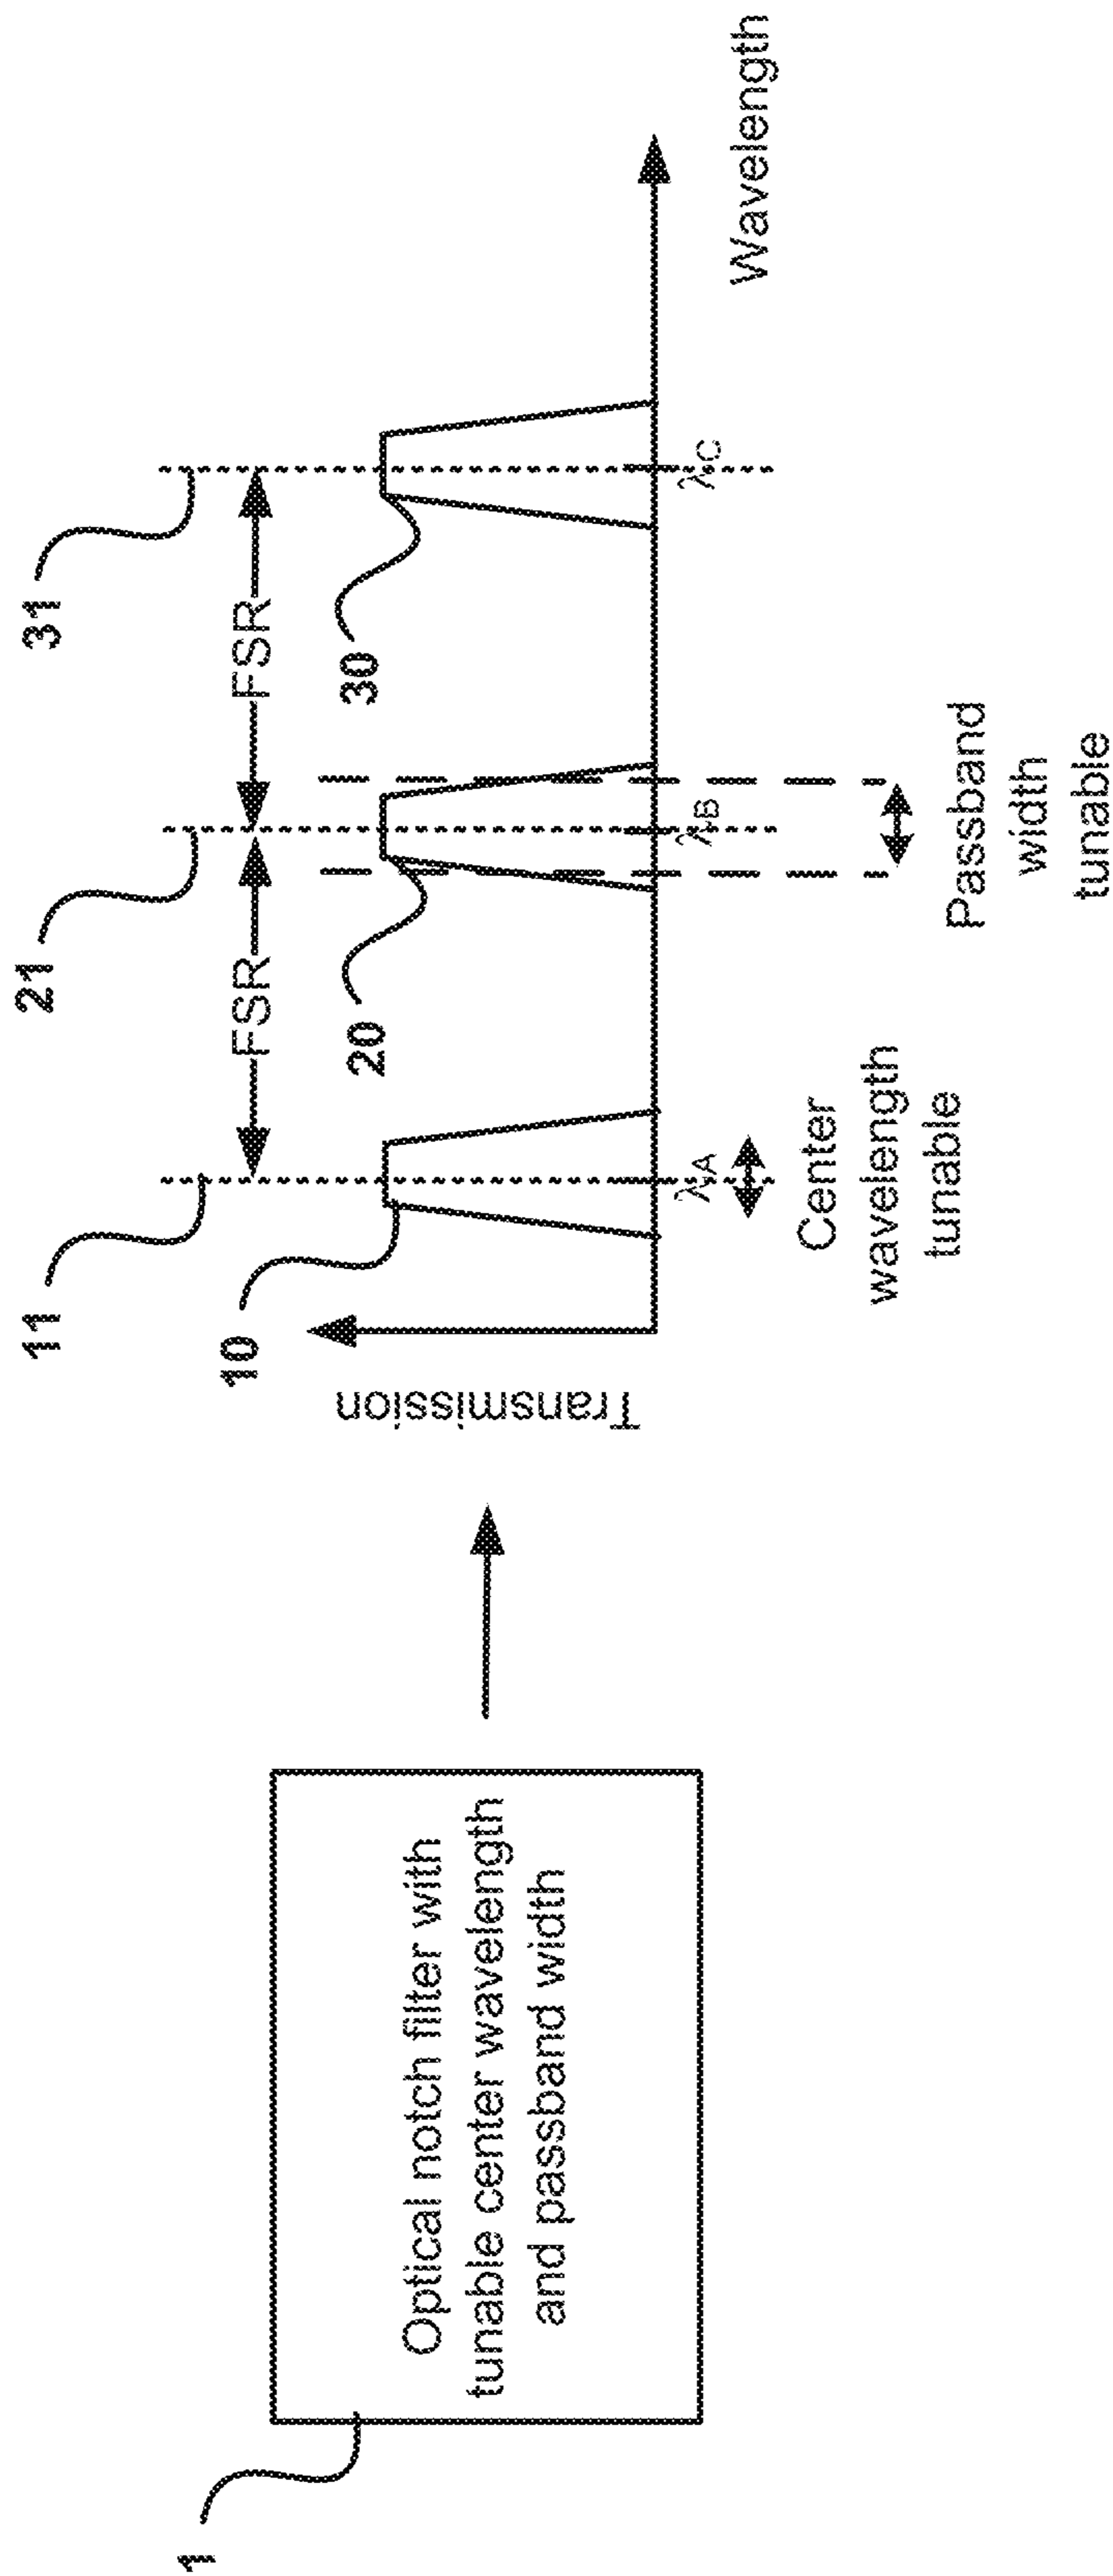 1
Optical notch filter with
tunable center wavelength
and passband width
Transmission
11
21
31
FSR
FSR
10
20
30
λA
λB
λC
Wavelength
Center
wavelength
tunable
Passband
width
tunable